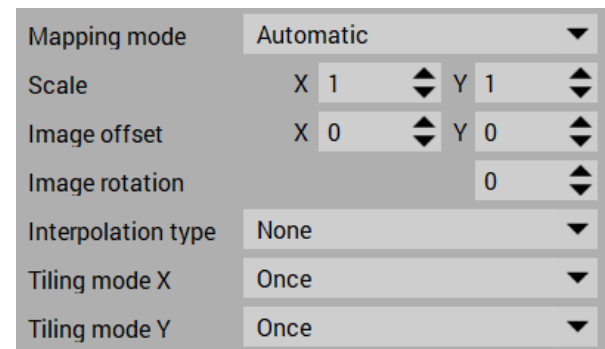 Mapping mode Automatic
Scale X 1 Y 1
Image offset X 0 Y 0
Image rotation 0
Interpolation type None
Tiling mode X Once
Tiling mode Y Once